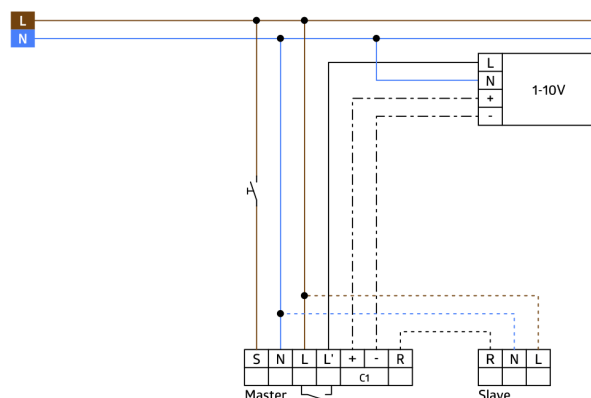 L
N
L
N
+
-
1-10V
S N L L' + - R
C1
Master
R N L
Slave